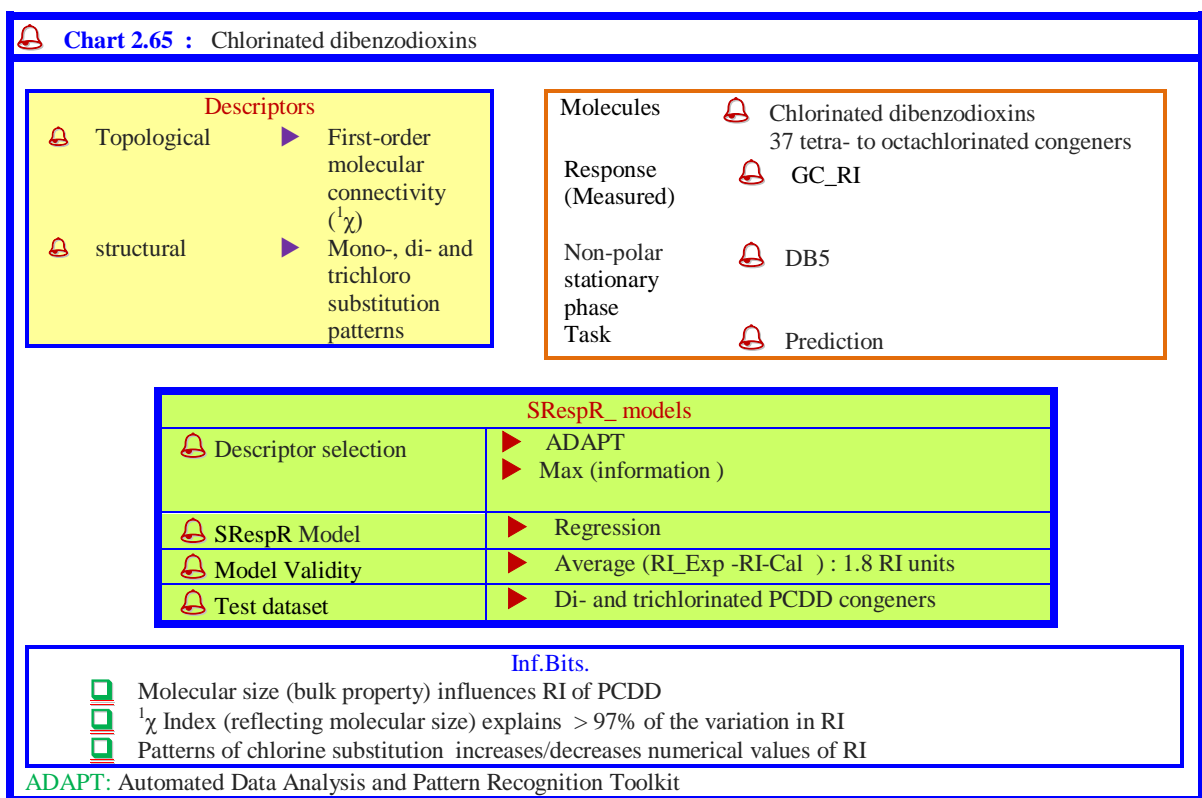 Chart 2.65 : Chlorinated dibenzodioxins
Descriptors
Topological First-order
molecular
connectivity
(¹χ)
structural Mono-, di- and
trichloro
substitution
patterns
Molecules Chlorinated dibenzodioxins
37 tetra- to octachlorinated congeners
Response GC_RI
(Measured)
Non-polar DB5
stationary
phase
Task Prediction
SRespR_ models
Descriptor selection ADAPT
Max (information )
SRespR Model Regression
Model Validity Average (RI_Exp -RI-Cal ) : 1.8 RI units
Test dataset Di- and trichlorinated PCDD congeners
Inf.Bits.
Molecular size (bulk property) influences RI of PCDD
¹χ Index (reflecting molecular size) explains > 97% of the variation in RI
Patterns of chlorine substitution increases/decreases numerical values of RI
ADAPT: Automated Data Analysis and Pattern Recognition Toolkit